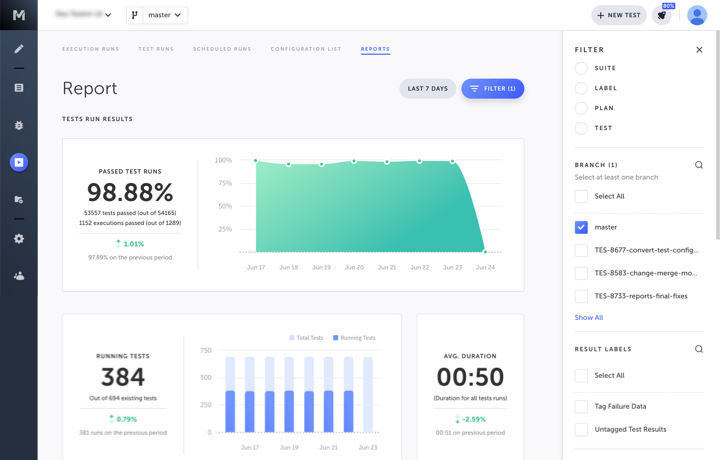 master
NEW TEST
80%
EXECUTION RUNS
TEST RUNS
SCHEDULED RUNS
CONFIGURATION LIST
REPORTS
Report
LAST 7 DAYS
FILTER (1)
TESTS RUN RESULTS
PASSED TEST RUNS
98.88%
53557 tests passed (out of 54165)
1152 executions passed (out of 1289)
1.01%
97.89% on the previous period
100%
75%
50%
25%
Jun 17
Jun 18
Jun 19
Jun 20
Jun 21
Jun 22
Jun 23
Jun 24
RUNNING TESTS
384
Out of 694 existing tests
0.79%
381 runs on the previous period
Total Tests
Running Tests
750
500
250
0
Jun 17
Jun 19
Jun 21
Jun 23
AVG. DURATION
00:50
(Duration for all tests runs)
-2.59%
00:51 on previous period
FILTER
SUITE
LABEL
PLAN
TEST
BRANCH (1)
Select at least one branch
Select All
master
TES-8677-convert-test-config...
TES-8583-change-merge-mo...
TES-8733-reports-final-fixes
Show All
RESULT LABELS
Select All
Tag Failure Data
Untagged Test Results